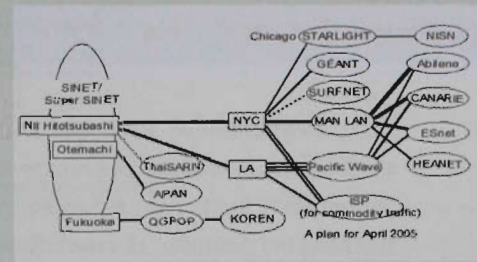 Chicago STARLIGHT NISN
SINET/
Super SINET
GÉANT
Abilene
SURFNET
CANARIE
NII Hitotsubashi
NYC
MAN LAN
Otemachi
ESnet
ThaiSARN
LA
Pacific Wave
HEANET
APAN
ISP
(for commodity traffic)
Fukuoka
QGPOP
KOREN
A plan for April 2005